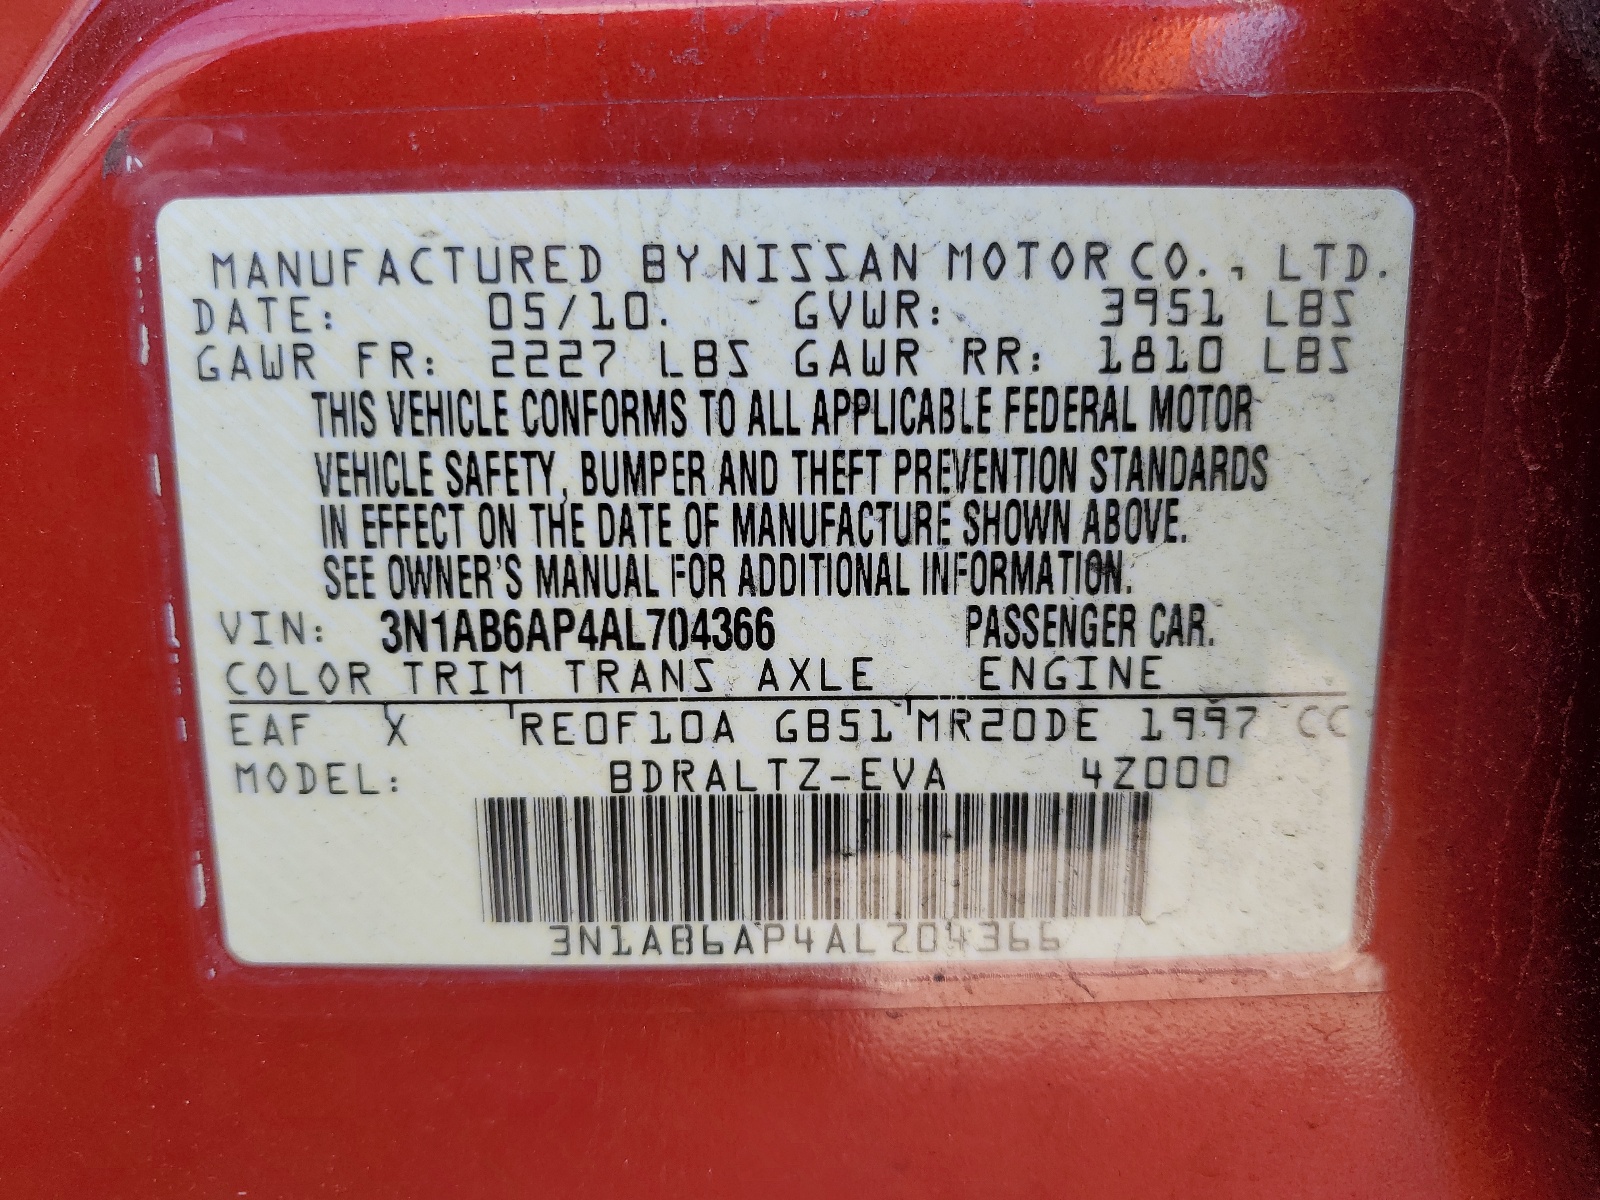 MANUFACTURED BY NISSAN MOTOR CO., LTD.
DATE: 05/10. GVWR: 3951 LBS
GAWR FR: 2227 LBS GAWR RR: 1810 LBS
THIS VEHICLE CONFORMS TO ALL APPLICABLE FEDERAL MOTOR
VEHICLE SAFETY, BUMPER AND THEFT PREVENTION STANDARDS
IN EFFECT ON THE DATE OF MANUFACTURE SHOWN ABOVE.
SEE OWNER'S MANUAL FOR ADDITIONAL INFORMATION.
VIN: 3N1AB6AP4AL704366 PASSENGER CAR.
COLOR TRIM TRANS AXLE ENGINE
EAF X RE0F10A GB51 MR20DE 1997 CC
MODEL: BDRALTZ-EVA 4Z000
3N1AB6AP4AL704366